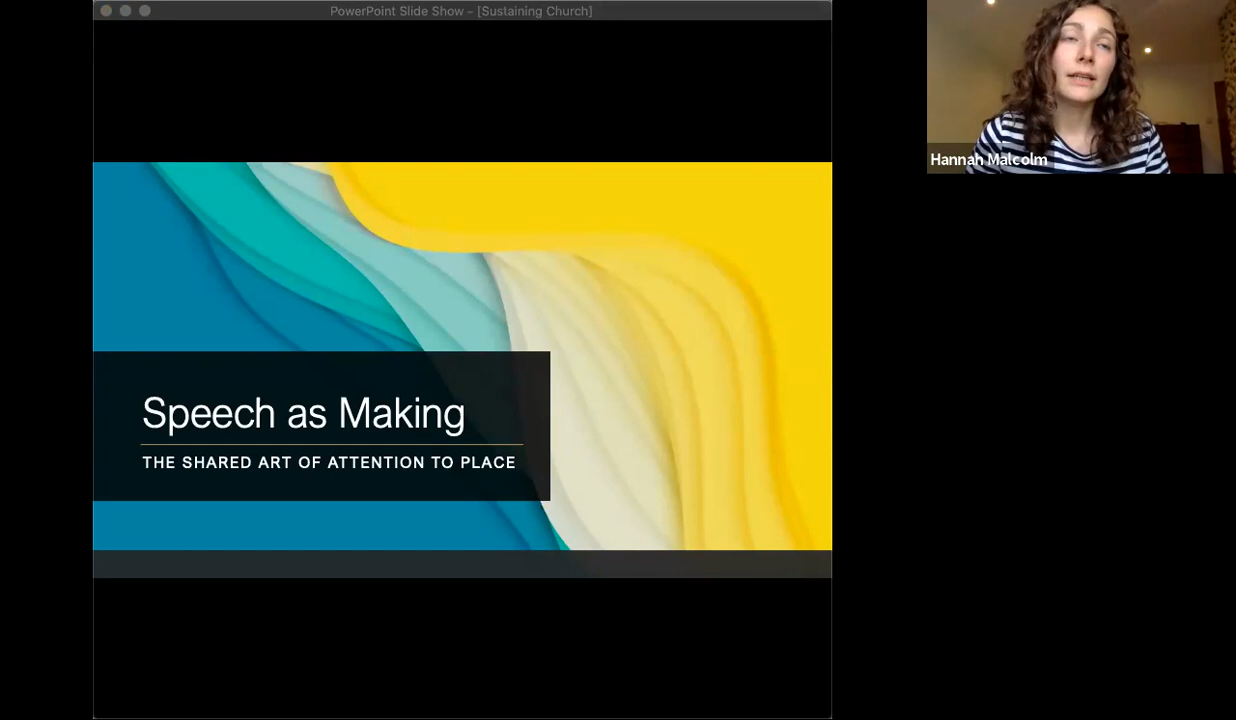 PowerPoint Slide Show – [Sustaining Church]
Hannah Malcolm
Speech as Making
THE SHARED ART OF ATTENTION TO PLACE